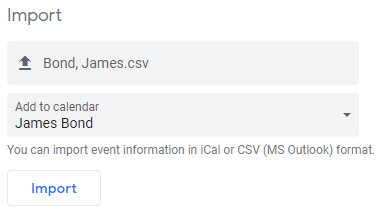 Import
Bond, James.csv
Add to calendar
James Bond
You can import event information in iCal or CSV (MS Outlook) format.
Import